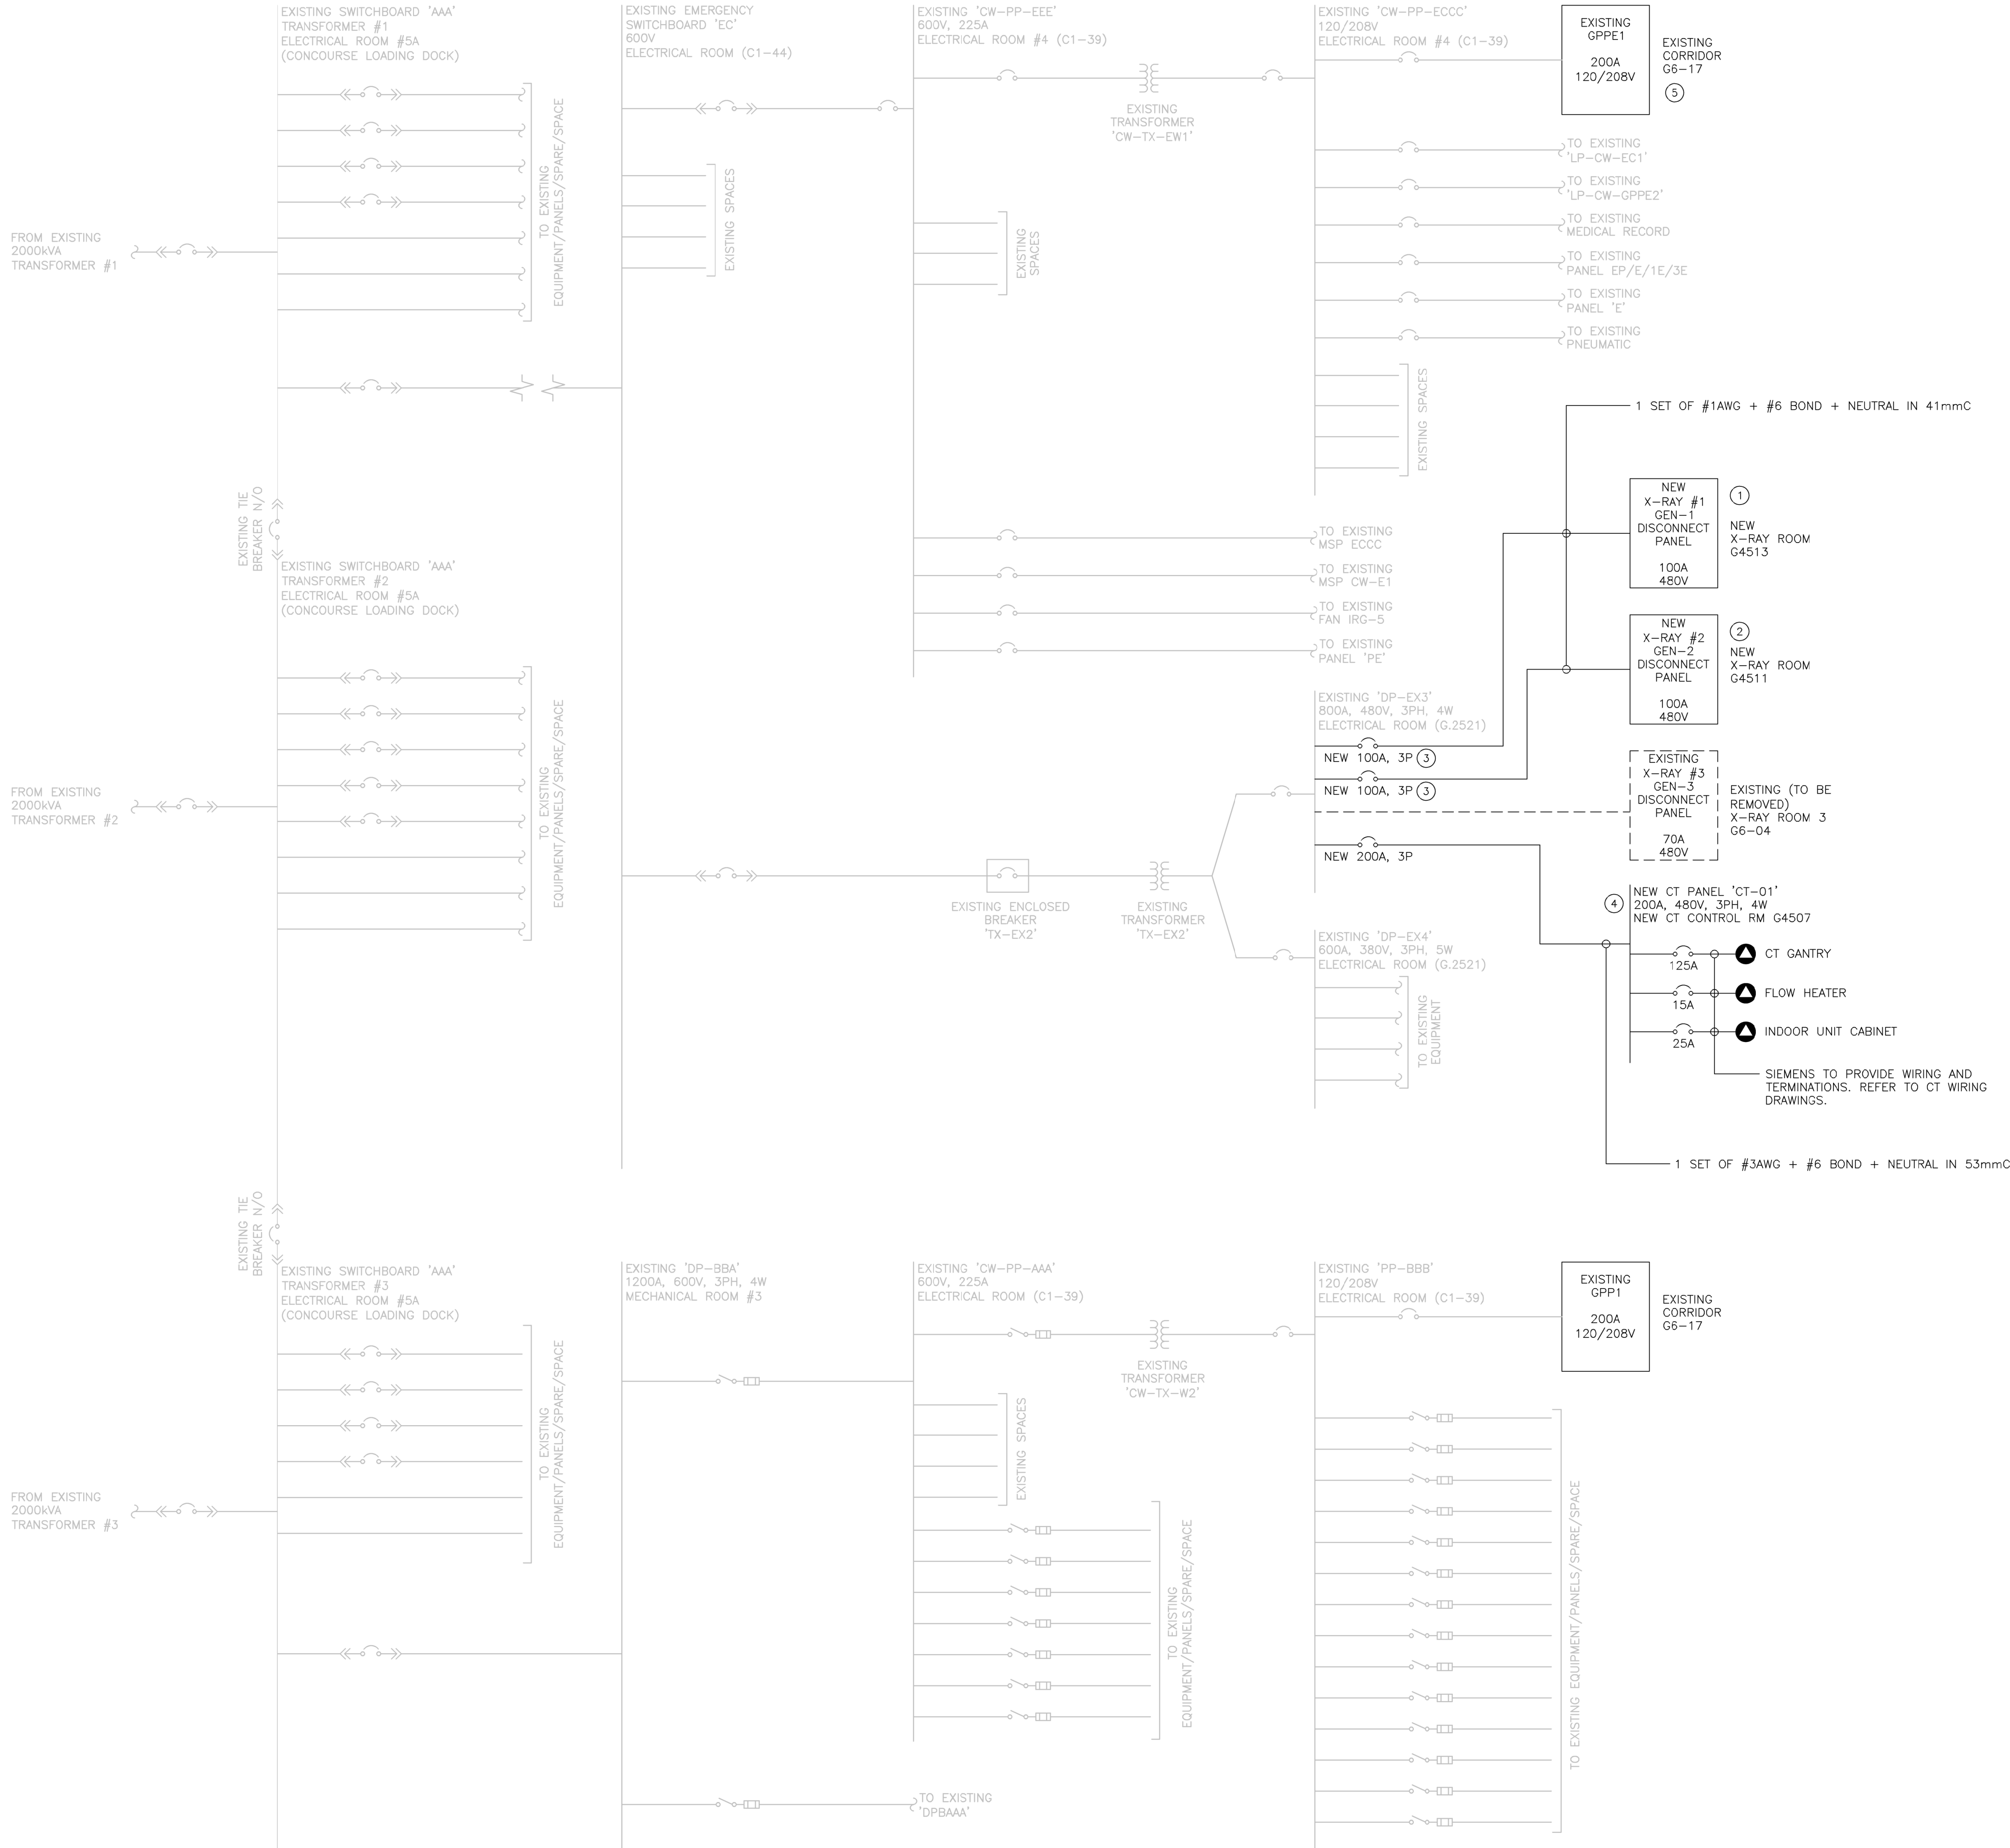 EXISTING SWITCHBOARD 'AAA'
TRANSFORMER #1
ELECTRICAL ROOM #5A
(CONCOURSE LOADING DOCK)
TO EXISTING
EQUIPMENT/PANELS/SPARE/SPACE
FROM EXISTING
2000kVA
TRANSFORMER #1
EXISTING EMERGENCY
SWITCHBOARD 'EC'
600V
ELECTRICAL ROOM (C1-44)
EXISTING SPACES
EXISTING 'CW-PP-EEE'
600V, 225A
ELECTRICAL ROOM #4 (C1-39)
EXISTING
TRANSFORMER
'CW-TX-EW1'
EXISTING
SPACES
EXISTING 'CW-PP-ECCC'
120/208V
ELECTRICAL ROOM #4 (C1-39)
EXISTING
GPPE1
200A
120/208V
EXISTING
CORRIDOR
G6-17
5
TO EXISTING
'LP-CW-EC1'
TO EXISTING
'LP-CW-GPPE2'
TO EXISTING
MEDICAL RECORD
TO EXISTING
PANEL EP/E/1E/3E
TO EXISTING
PANEL 'E'
TO EXISTING
PNEUMATIC
EXISTING SPACES
1 SET OF #1AWG + #6 BOND + NEUTRAL IN 41mmC
EXISTING TIE
BREAKER N/O
EXISTING SWITCHBOARD 'AAA'
TRANSFORMER #2
ELECTRICAL ROOM #5A
(CONCOURSE LOADING DOCK)
TO EXISTING
EQUIPMENT/PANELS/SPARE/SPACE
FROM EXISTING
2000kVA
TRANSFORMER #2
TO EXISTING
MSP ECCC
TO EXISTING
MSP CW-E1
TO EXISTING
FAN IRG-5
TO EXISTING
PANEL 'PE'
NEW
X-RAY #1
GEN-1
DISCONNECT
PANEL
100A
480V
1
NEW
X-RAY ROOM
G4513
NEW
X-RAY #2
GEN-2
DISCONNECT
PANEL
100A
480V
2
NEW
X-RAY ROOM
G4511
EXISTING 'DP-EX3'
800A, 480V, 3PH, 4W
ELECTRICAL ROOM (G.2521)
NEW 100A, 3P 3
NEW 100A, 3P 3
NEW 200A, 3P
EXISTING
X-RAY #3
GEN-3
DISCONNECT
PANEL
70A
480V
EXISTING (TO BE
REMOVED)
X-RAY ROOM 3
G6-04
EXISTING ENCLOSED
BREAKER
'TX-EX2'
EXISTING
TRANSFORMER
'TX-EX2'
EXISTING 'DP-EX4'
600A, 380V, 3PH, 5W
ELECTRICAL ROOM (G.2521)
TO EXISTING
EQUIPMENT
4
NEW CT PANEL 'CT-01'
200A, 480V, 3PH, 4W
NEW CT CONTROL RM G4507
125A
CT GANTRY
15A
FLOW HEATER
25A
INDOOR UNIT CABINET
SIEMENS TO PROVIDE WIRING AND
TERMINATIONS. REFER TO CT WIRING
DRAWINGS.
1 SET OF #3AWG + #6 BOND + NEUTRAL IN 53mmC
EXISTING TIE
BREAKER N/O
EXISTING SWITCHBOARD 'AAA'
TRANSFORMER #3
ELECTRICAL ROOM #5A
(CONCOURSE LOADING DOCK)
TO EXISTING
EQUIPMENT/PANELS/SPARE/SPACE
FROM EXISTING
2000kVA
TRANSFORMER #3
EXISTING 'DP-BBA'
1200A, 600V, 3PH, 4W
MECHANICAL ROOM #3
EXISTING 'CW-PP-AAA'
600V, 225A
ELECTRICAL ROOM (C1-39)
EXISTING
TRANSFORMER
'CW-TX-W2'
EXISTING SPACES
TO EXISTING
EQUIPMENT/PANELS/SPARE/SPACE
TO EXISTING
'DPBAAA'
EXISTING 'PP-BBB'
120/208V
ELECTRICAL ROOM (C1-39)
EXISTING
GPP1
200A
120/208V
EXISTING
CORRIDOR
G6-17
TO EXISTING EQUIPMENT/PANELS/SPARE/SPACE